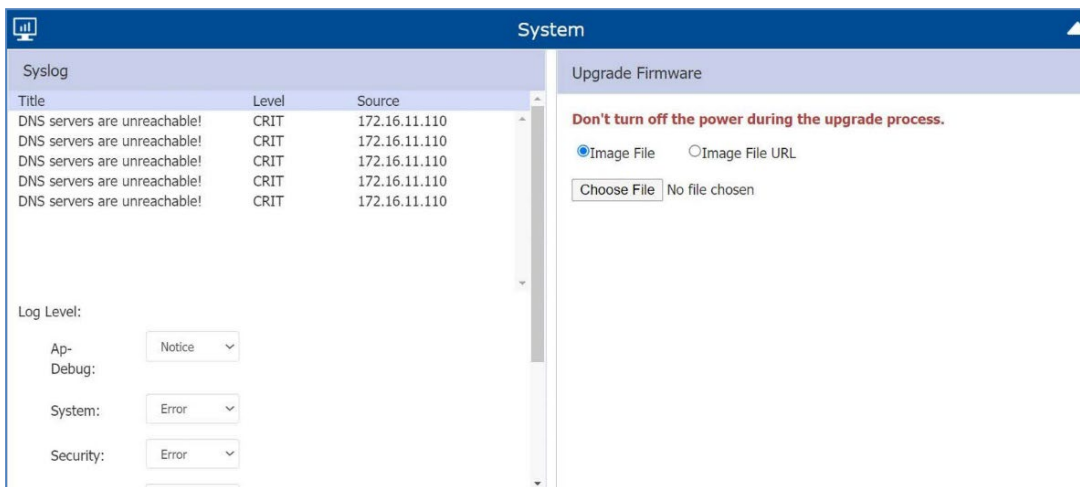 System
Syslog
Title Level Source
DNS servers are unreachable! CRIT 172.16.11.110
DNS servers are unreachable! CRIT 172.16.11.110
DNS servers are unreachable! CRIT 172.16.11.110
DNS servers are unreachable! CRIT 172.16.11.110
DNS servers are unreachable! CRIT 172.16.11.110
Log Level:
Ap-
Debug:
Notice
System: Error
Security: Error
Upgrade Firmware
Don't turn off the power during the upgrade process.
Image File Image File URL
Choose File No file chosen